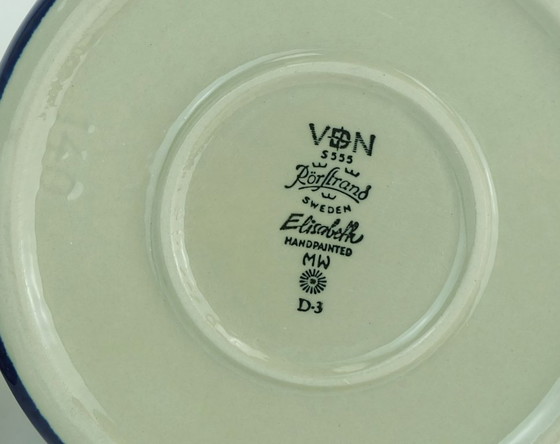 VDN
S555
Rörstrand
SWEDEN
Elisabeth
HANDPAINTED
MW
D-3